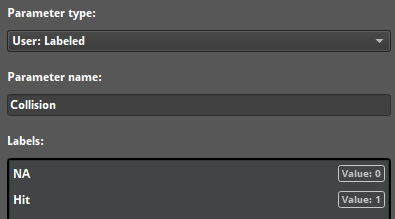 Parameter type:
User: Labeled
Parameter name:
Collision
Labels:
NA Value: 0
Hit Value: 1